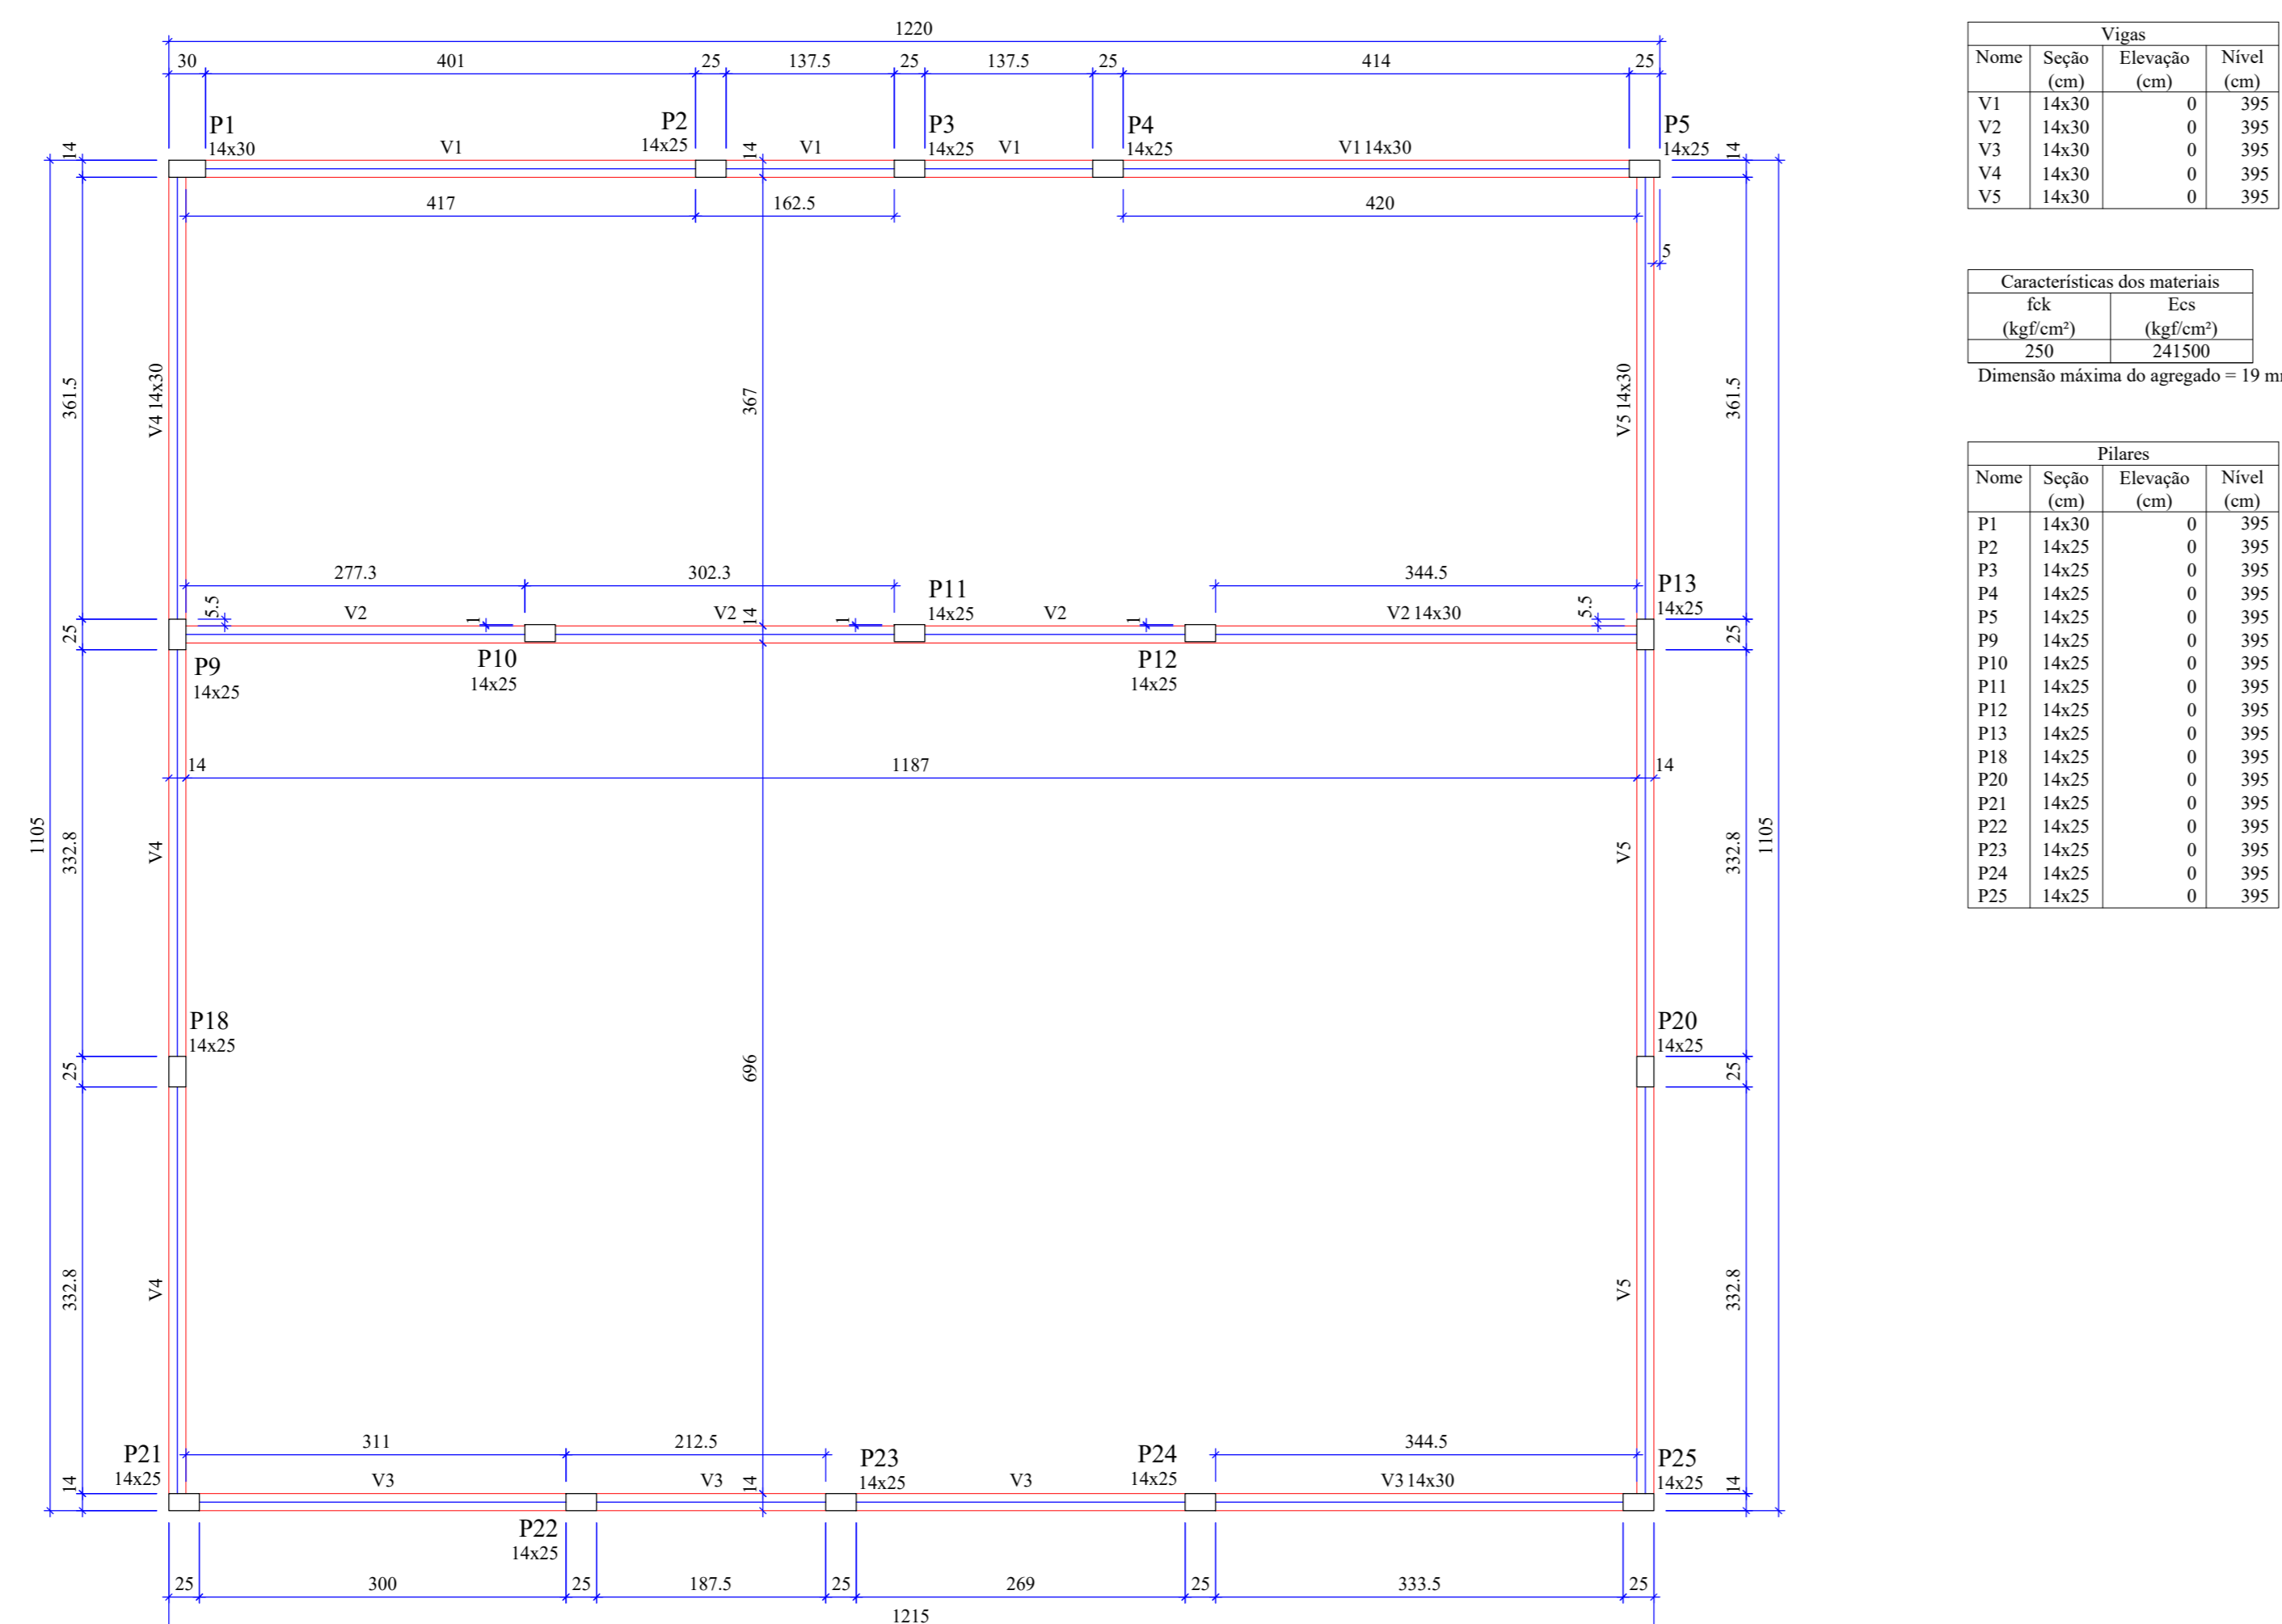 1220
30 401 25 137.5 25 137.5 25 414 25
P1
14x30
P2
14x25
P3
14x25
P4
14x25
P5
14x25
V1 V1 V1 V1 14x30
14 14 14
417 162.5 420
5
361.5 V4 14x30 367 V5 14x30 361.5
277.3 302.3 344.5
5.5 V2 1 V2 14 1 V2 1 V2 14x30 5.5
P11
14x25
P13
14x25
25 25
P9
14x25
P10
14x25
P12
14x25
14 1187 14
1105 332.8 V4 V5 332.8 1105
P18
14x25
P20
14x25
25 696 25
332.8 V4 V5 332.8
311 212.5 344.5
P21
14x25
P23
14x25
P24
14x25
P25
14x25
14 V3 V3 14 V3 V3 14x30 14
P22
14x25
25 300 25 187.5 25 269 25 333.5 25
1215
Vigas
Nome Seção Elevação Nível
(cm) (cm) (cm)
V1 14x30 0 395
V2 14x30 0 395
V3 14x30 0 395
V4 14x30 0 395
V5 14x30 0 395
Características dos materiais
fck Ecs
(kgf/cm²) (kgf/cm²)
250 241500
Dimensão máxima do agregado = 19 m
Pilares
Nome Seção Elevação Nível
(cm) (cm) (cm)
P1 14x30 0 395
P2 14x25 0 395
P3 14x25 0 395
P4 14x25 0 395
P5 14x25 0 395
P9 14x25 0 395
P10 14x25 0 395
P11 14x25 0 395
P12 14x25 0 395
P13 14x25 0 395
P18 14x25 0 395
P20 14x25 0 395
P21 14x25 0 395
P22 14x25 0 395
P23 14x25 0 395
P24 14x25 0 395
P25 14x25 0 395